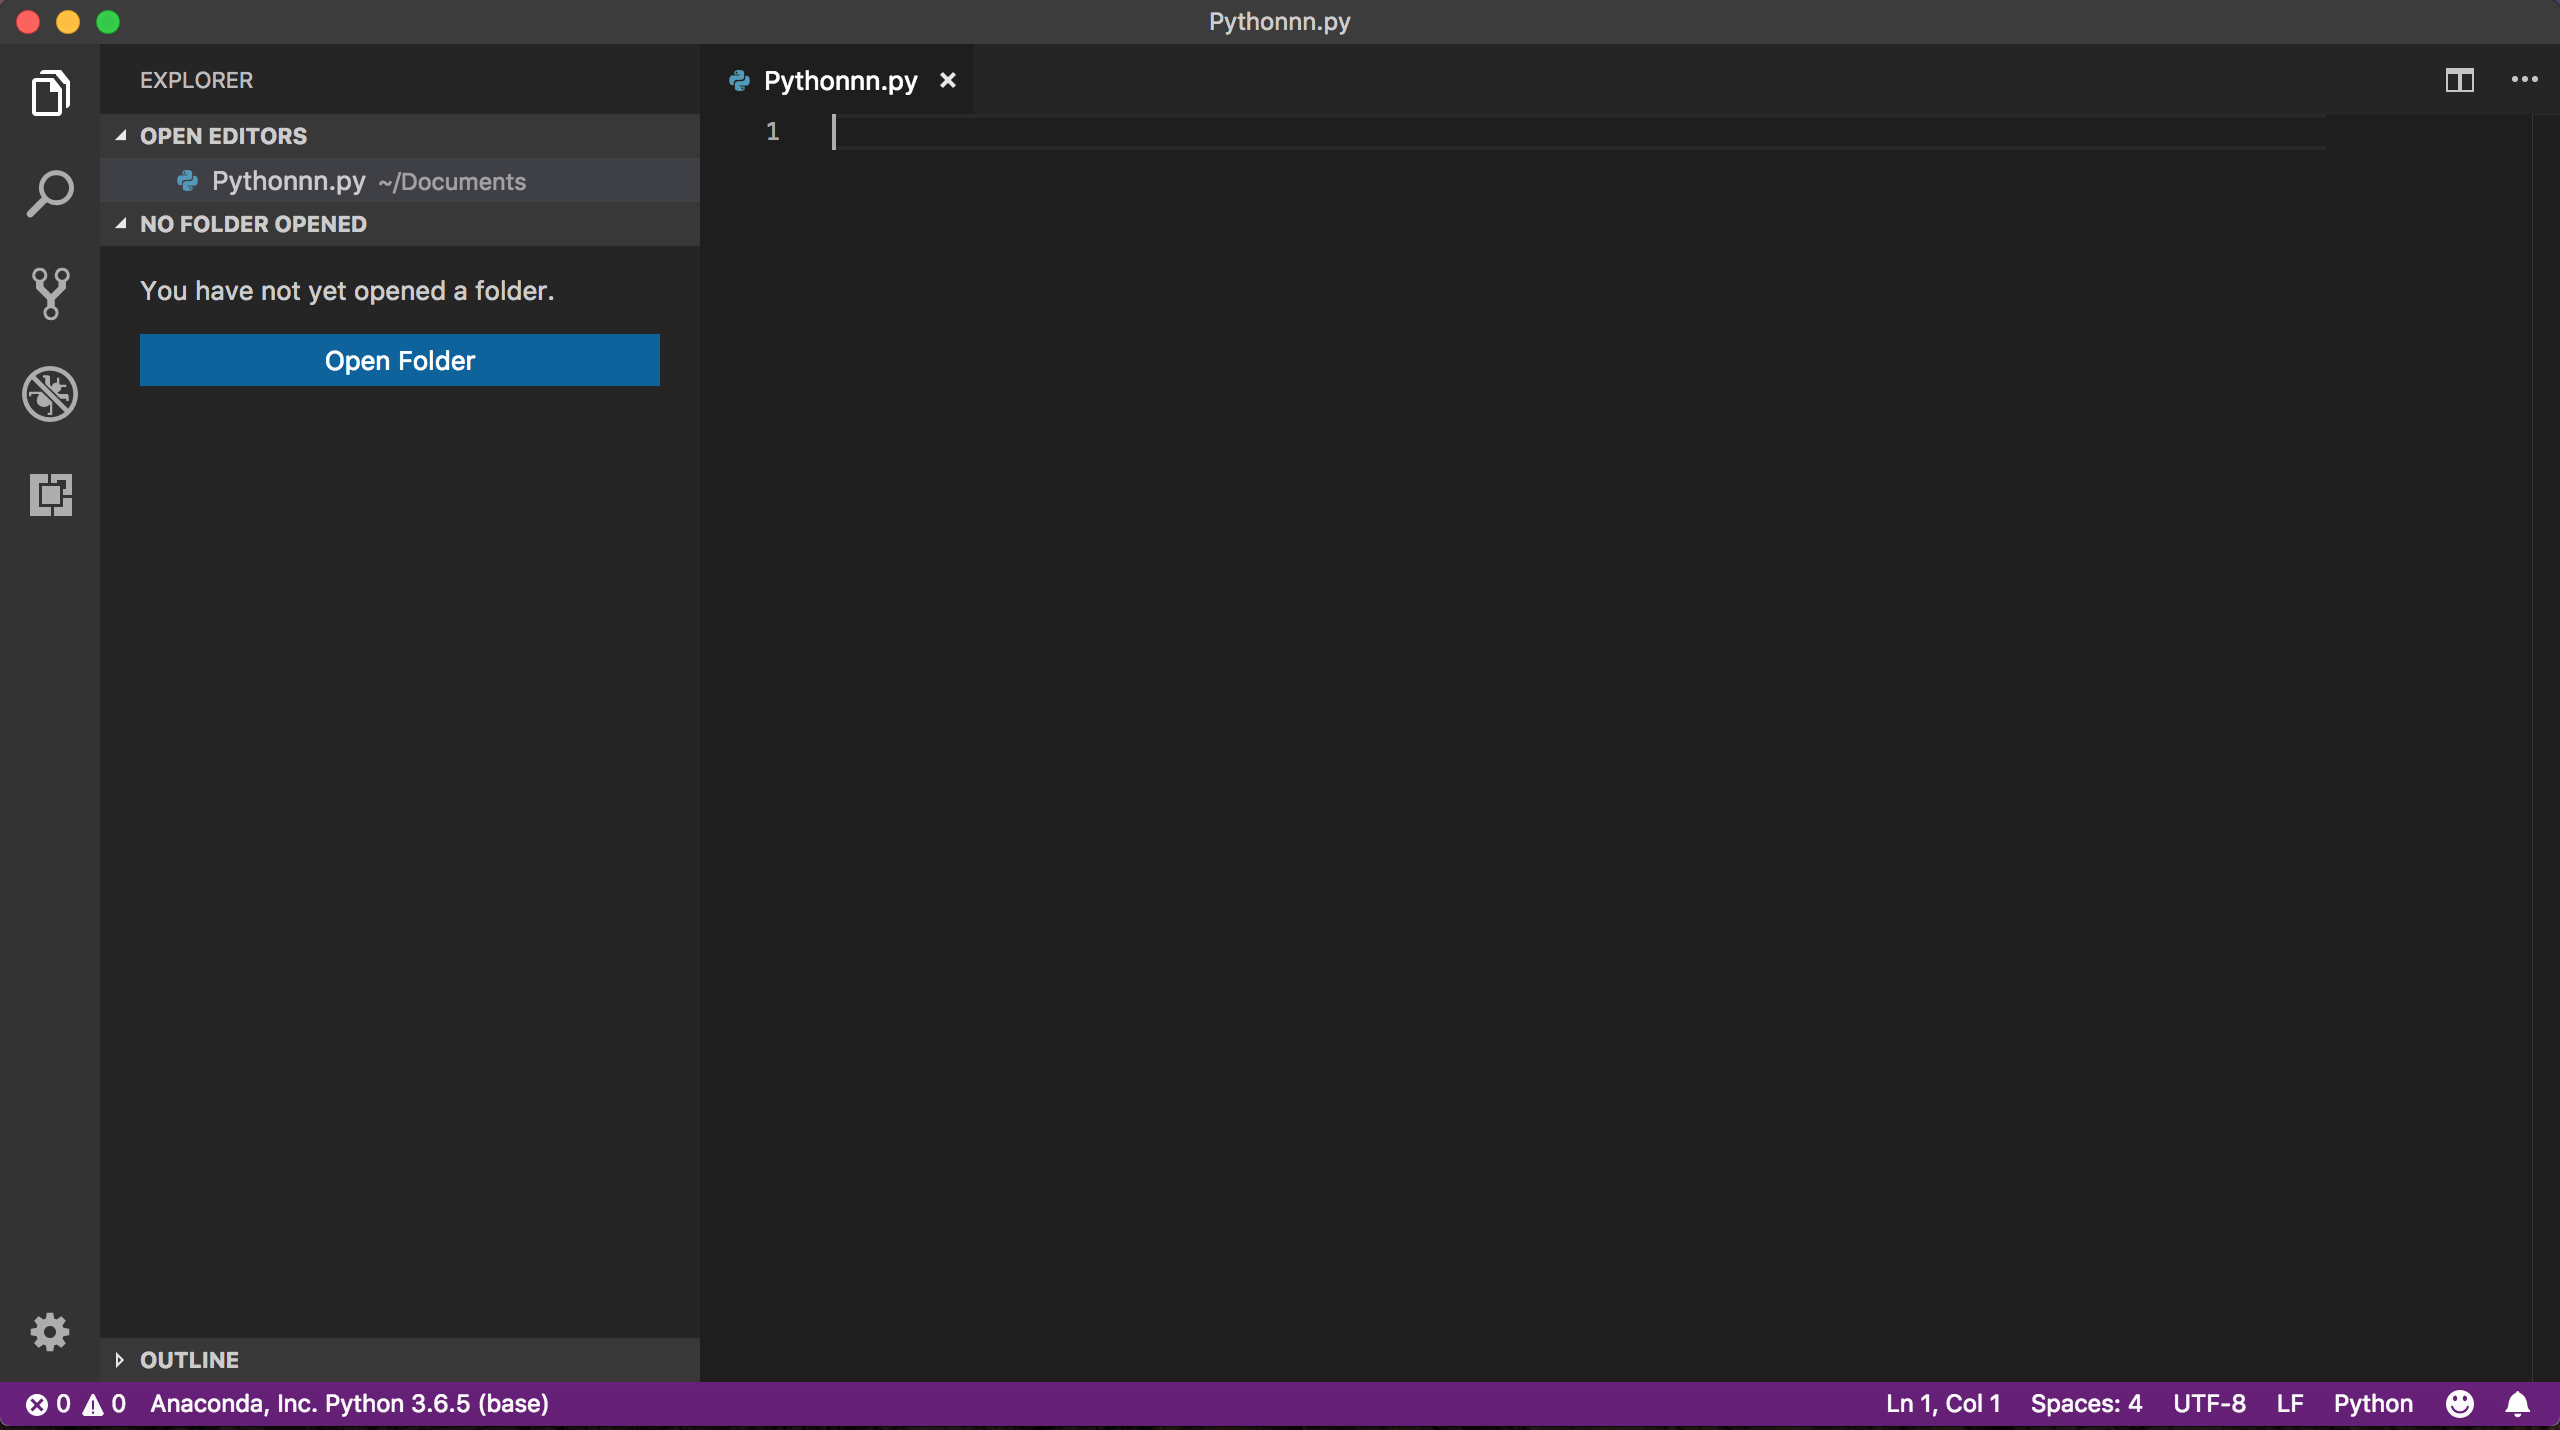 Pythonnn.py
EXPLORER
OPEN EDITORS
Pythonnn.py ~/Documents
NO FOLDER OPENED
You have not yet opened a folder.
Open Folder
OUTLINE
Pythonnn.py
1
0 0 Anaconda, Inc. Python 3.6.5 (base)
Ln 1, Col 1 Spaces: 4 UTF-8 LF Python